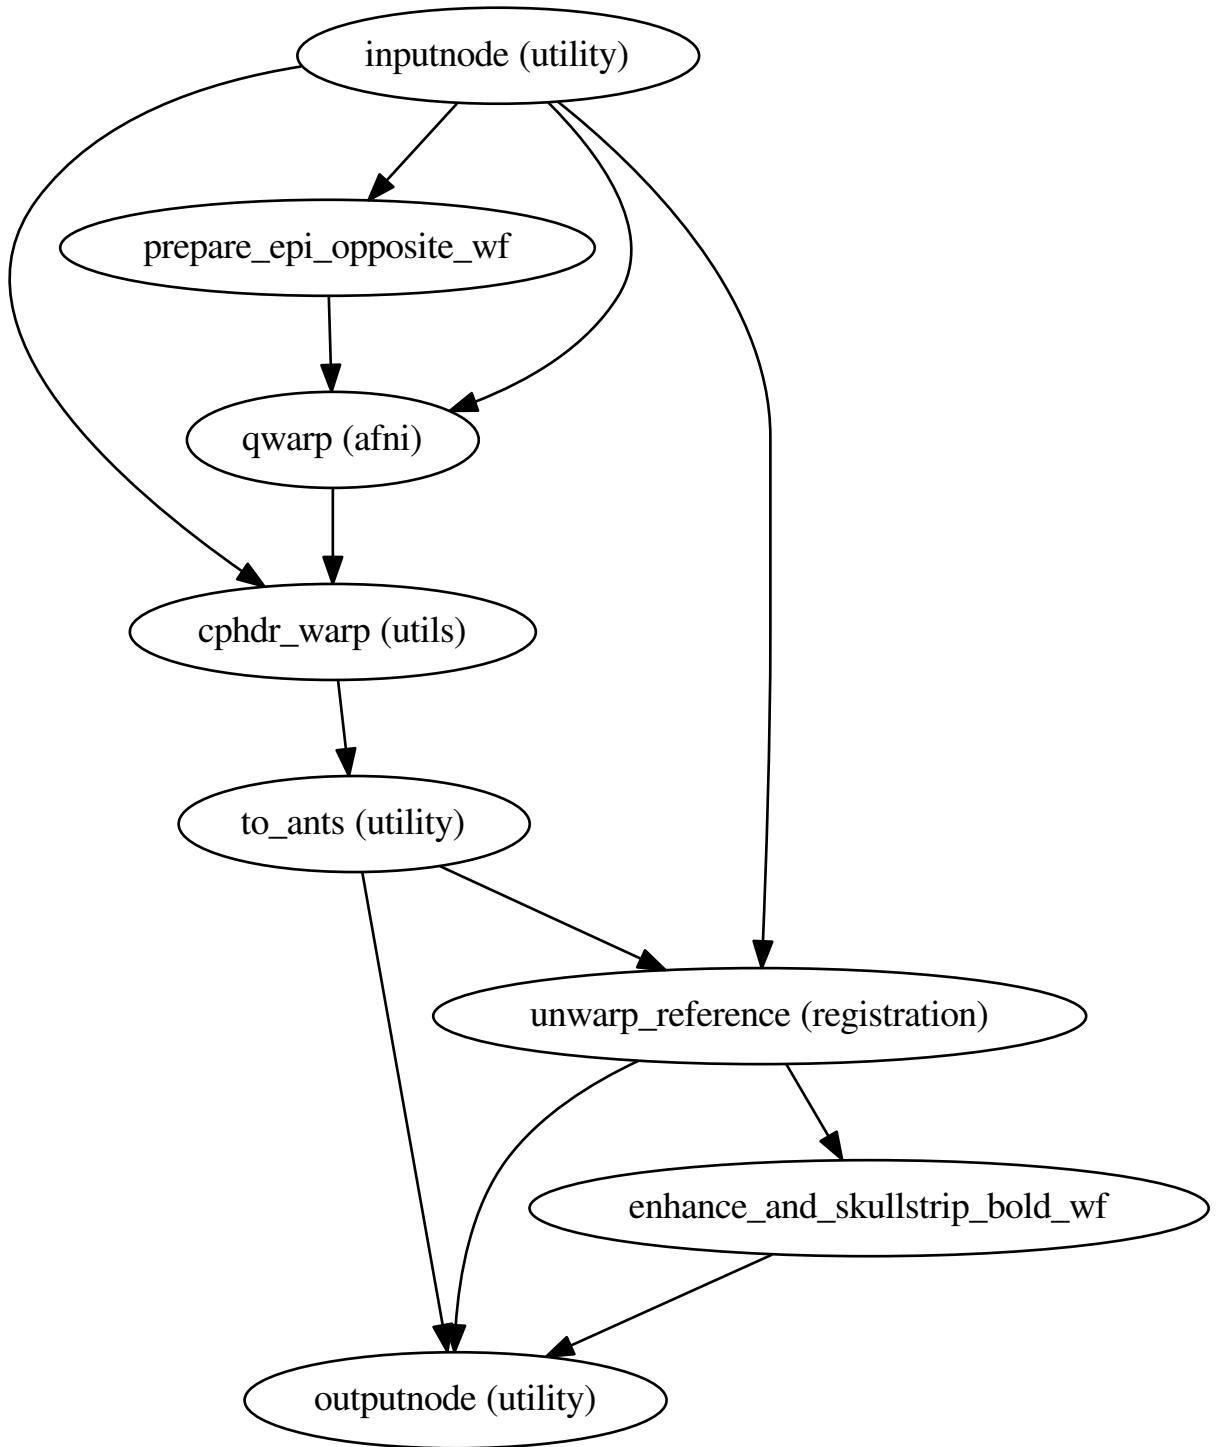 inputnode (utility)
prepare_epi_opposite_wf
qwarp (afni)
cphdr_warp (utils)
to_ants (utility)
unwarp_reference (registration)
enhance_and_skullstrip_bold_wf
outputnode (utility)